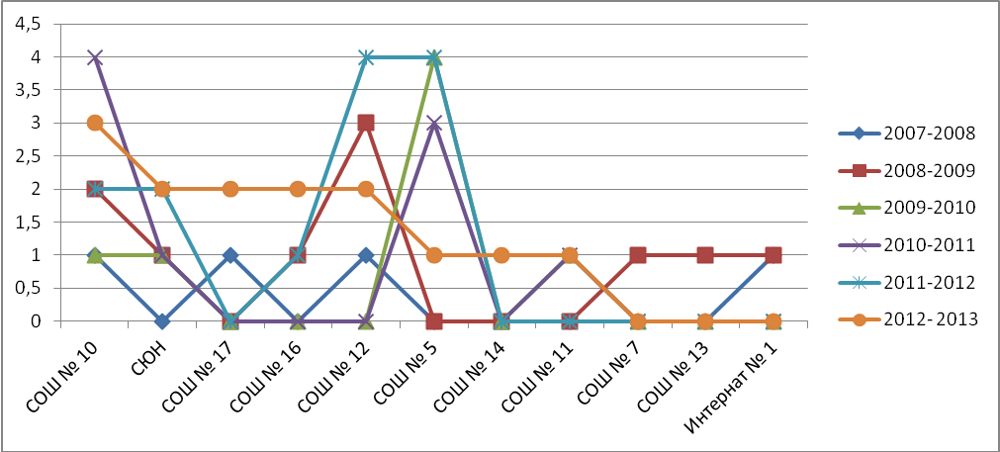 4,5
4
3,5
3
2,5
2
1,5
1
0,5
0
СОШ № 10
СЮН
СОШ № 17
СОШ № 16
СОШ № 12
СОШ № 5
СОШ № 14
СОШ № 11
СОШ № 7
СОШ № 13
Интернат № 1
2007-2008
2008-2009
2009-2010
2010-2011
2011-2012
2012- 2013